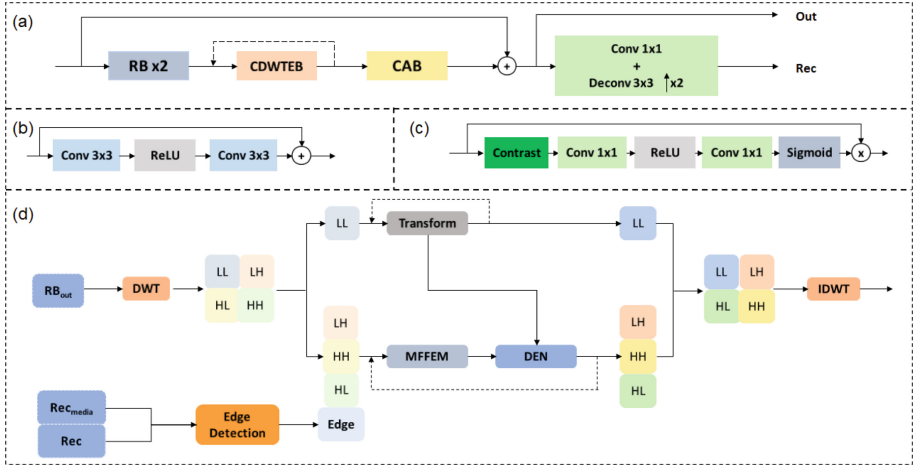 (a)
Out
RB x2
CDWTEB
CAB
+
Conv 1x1
+
Deconv 3x3 ↑x2
Rec
(b)
Conv 3x3
ReLU
Conv 3x3
+
(c)
Contrast
Conv 1x1
ReLU
Conv 1x1
Sigmoid
x
(d)
LL
Transform
LL
RBout
DWT
LL LH
HL HH
LL LH
HL HH
IDWT
LH
HH
HL
MFFEM
DEN
LH
HH
HL
Recmedia
Rec
Edge
Detection
Edge